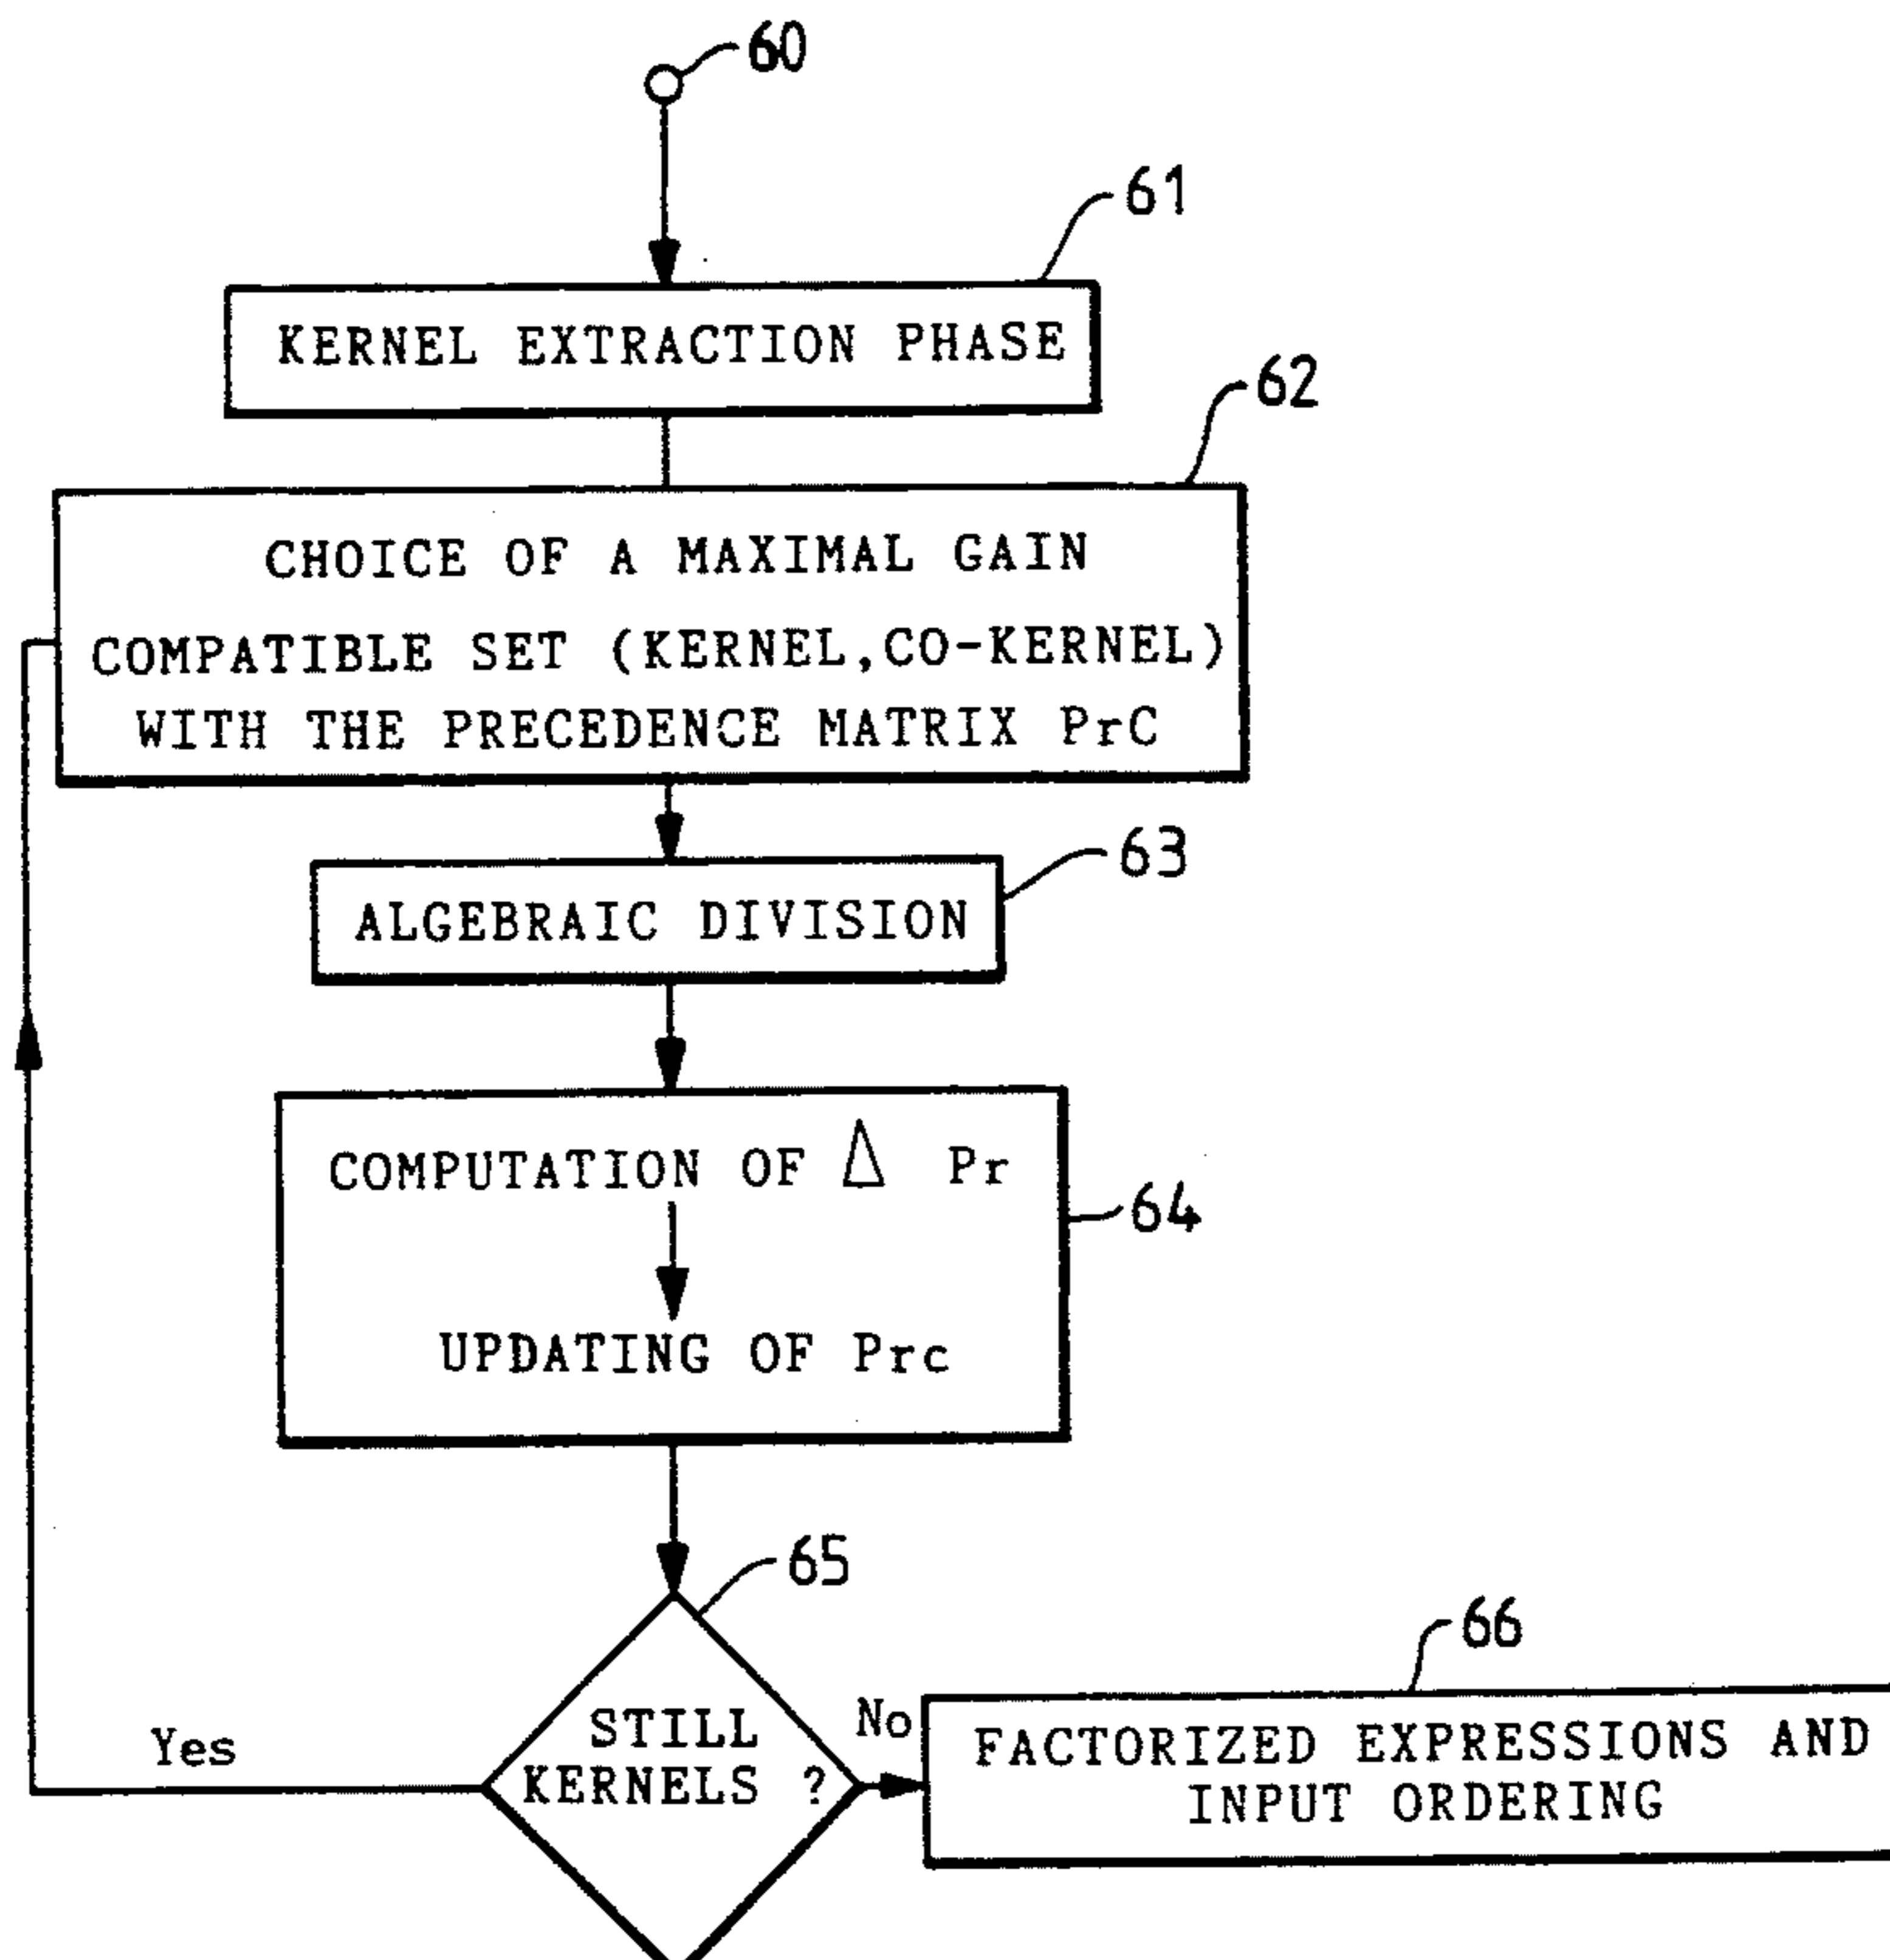 60
61
KERNEL EXTRACTION PHASE
62
CHOICE OF A MAXIMAL GAIN
COMPATIBLE SET (KERNEL,CO-KERNEL)
WITH THE PRECEDENCE MATRIX PrC
63
ALGEBRAIC DIVISION
COMPUTATION OF Δ Pr
64
UPDATING OF Prc
65
STILL
KERNELS ?
Yes
No
66
FACTORIZED EXPRESSIONS AND
INPUT ORDERING